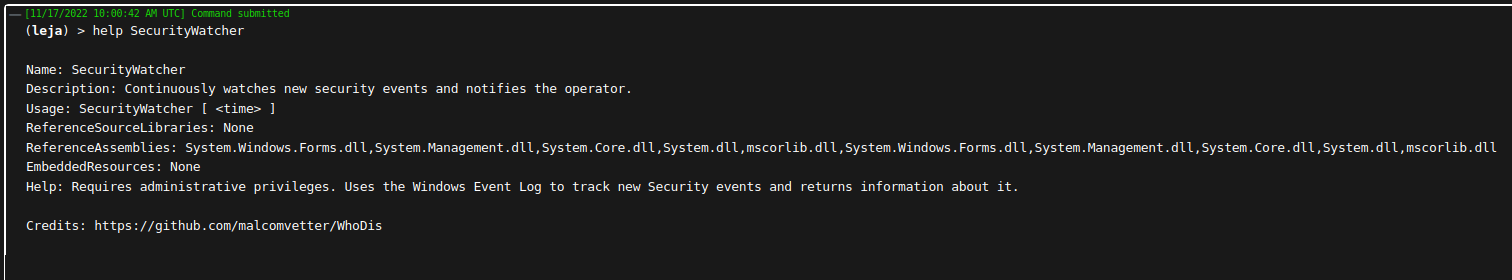 [11/17/2022 10:00:42 AM UTC] Command submitted
(leja) > help SecurityWatcher
Name: SecurityWatcher
Description: Continuously watches new security events and notifies the operator.
Usage: SecurityWatcher [ <time> ]
ReferenceSourceLibraries: None
ReferenceAssemblies: System.Windows.Forms.dll,System.Management.dll,System.Core.dll,System.dll,mscorlib.dll,System.Windows.Forms.dll,System.Management.dll,System.Core.dll,System.dll,mscorlib.dll
EmbeddedResources: None
Help: Requires administrative privileges. Uses the Windows Event Log to track new Security events and returns information about it.
Credits: https://github.com/malcomvetter/WhoDis